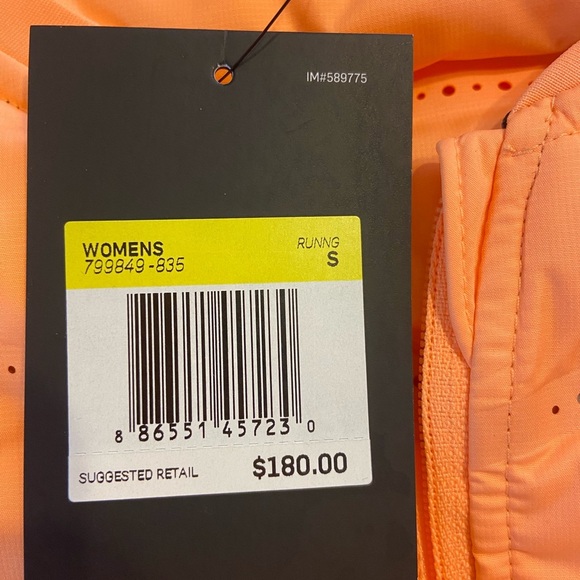 IM#589775
WOMENS RUNNG
799849-835 S
8 86551 45723 0
SUGGESTED RETAIL $180.00